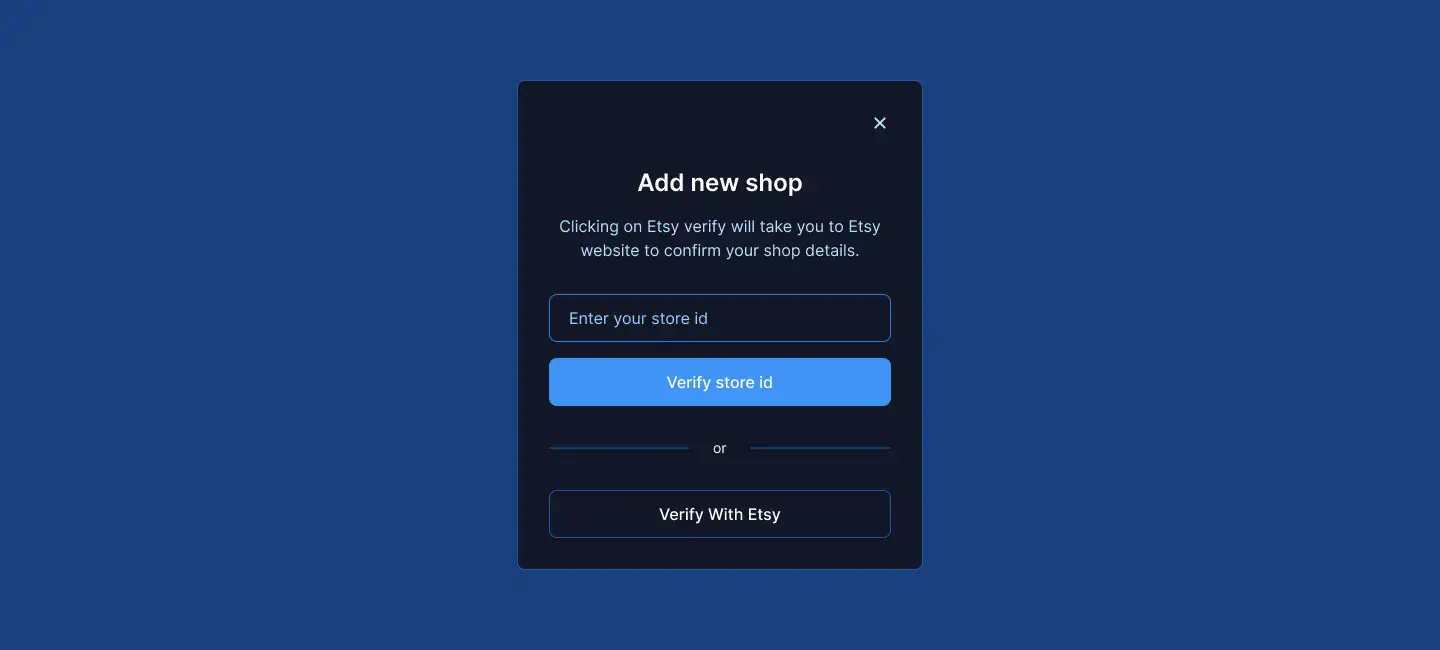 Add new shop
Clicking on Etsy verify will take you to Etsy
website to confirm your shop details.
Enter your store id
Verify store id
or
Verify With Etsy